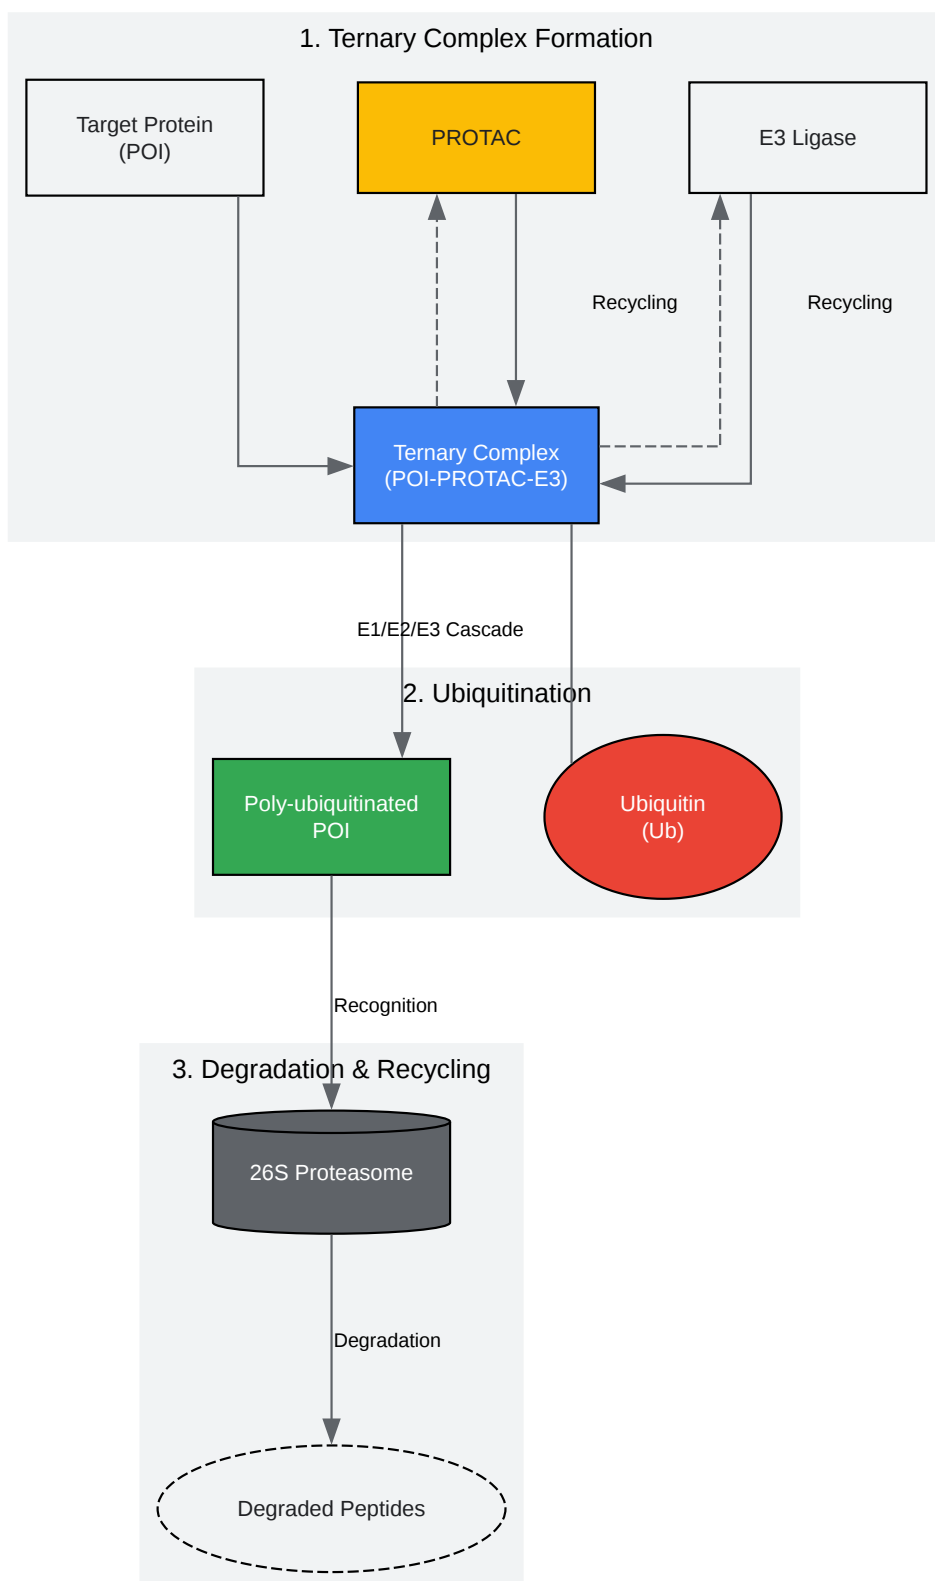 1. Ternary Complex Formation
Target Protein
(POI)
PROTAC
E3 Ligase
Recycling
Recycling
Ternary Complex
(POI-PROTAC-E3)
E1/E2/E3 Cascade
2. Ubiquitination
Poly-ubiquitinated
POI
Ubiquitin
(Ub)
Recognition
3. Degradation & Recycling
26S Proteasome
Degradation
Degraded Peptides